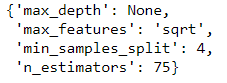 {'max_depth': None,
 'max_features': 'sqrt',
 'min_samples_split': 4,
 'n_estimators': 75}